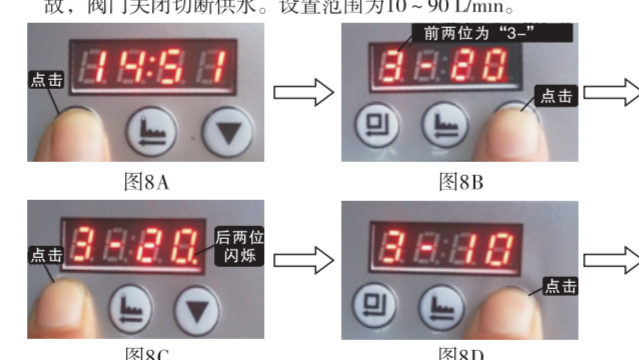 故，阀门关闭切断供水。设置范围为10～90 L/min。
点击
14:51
前两位为“3-”
3-20
点击
图8A
图8B
点击
3-20.
后两位
闪烁
3-10
点击
图8C
图8D